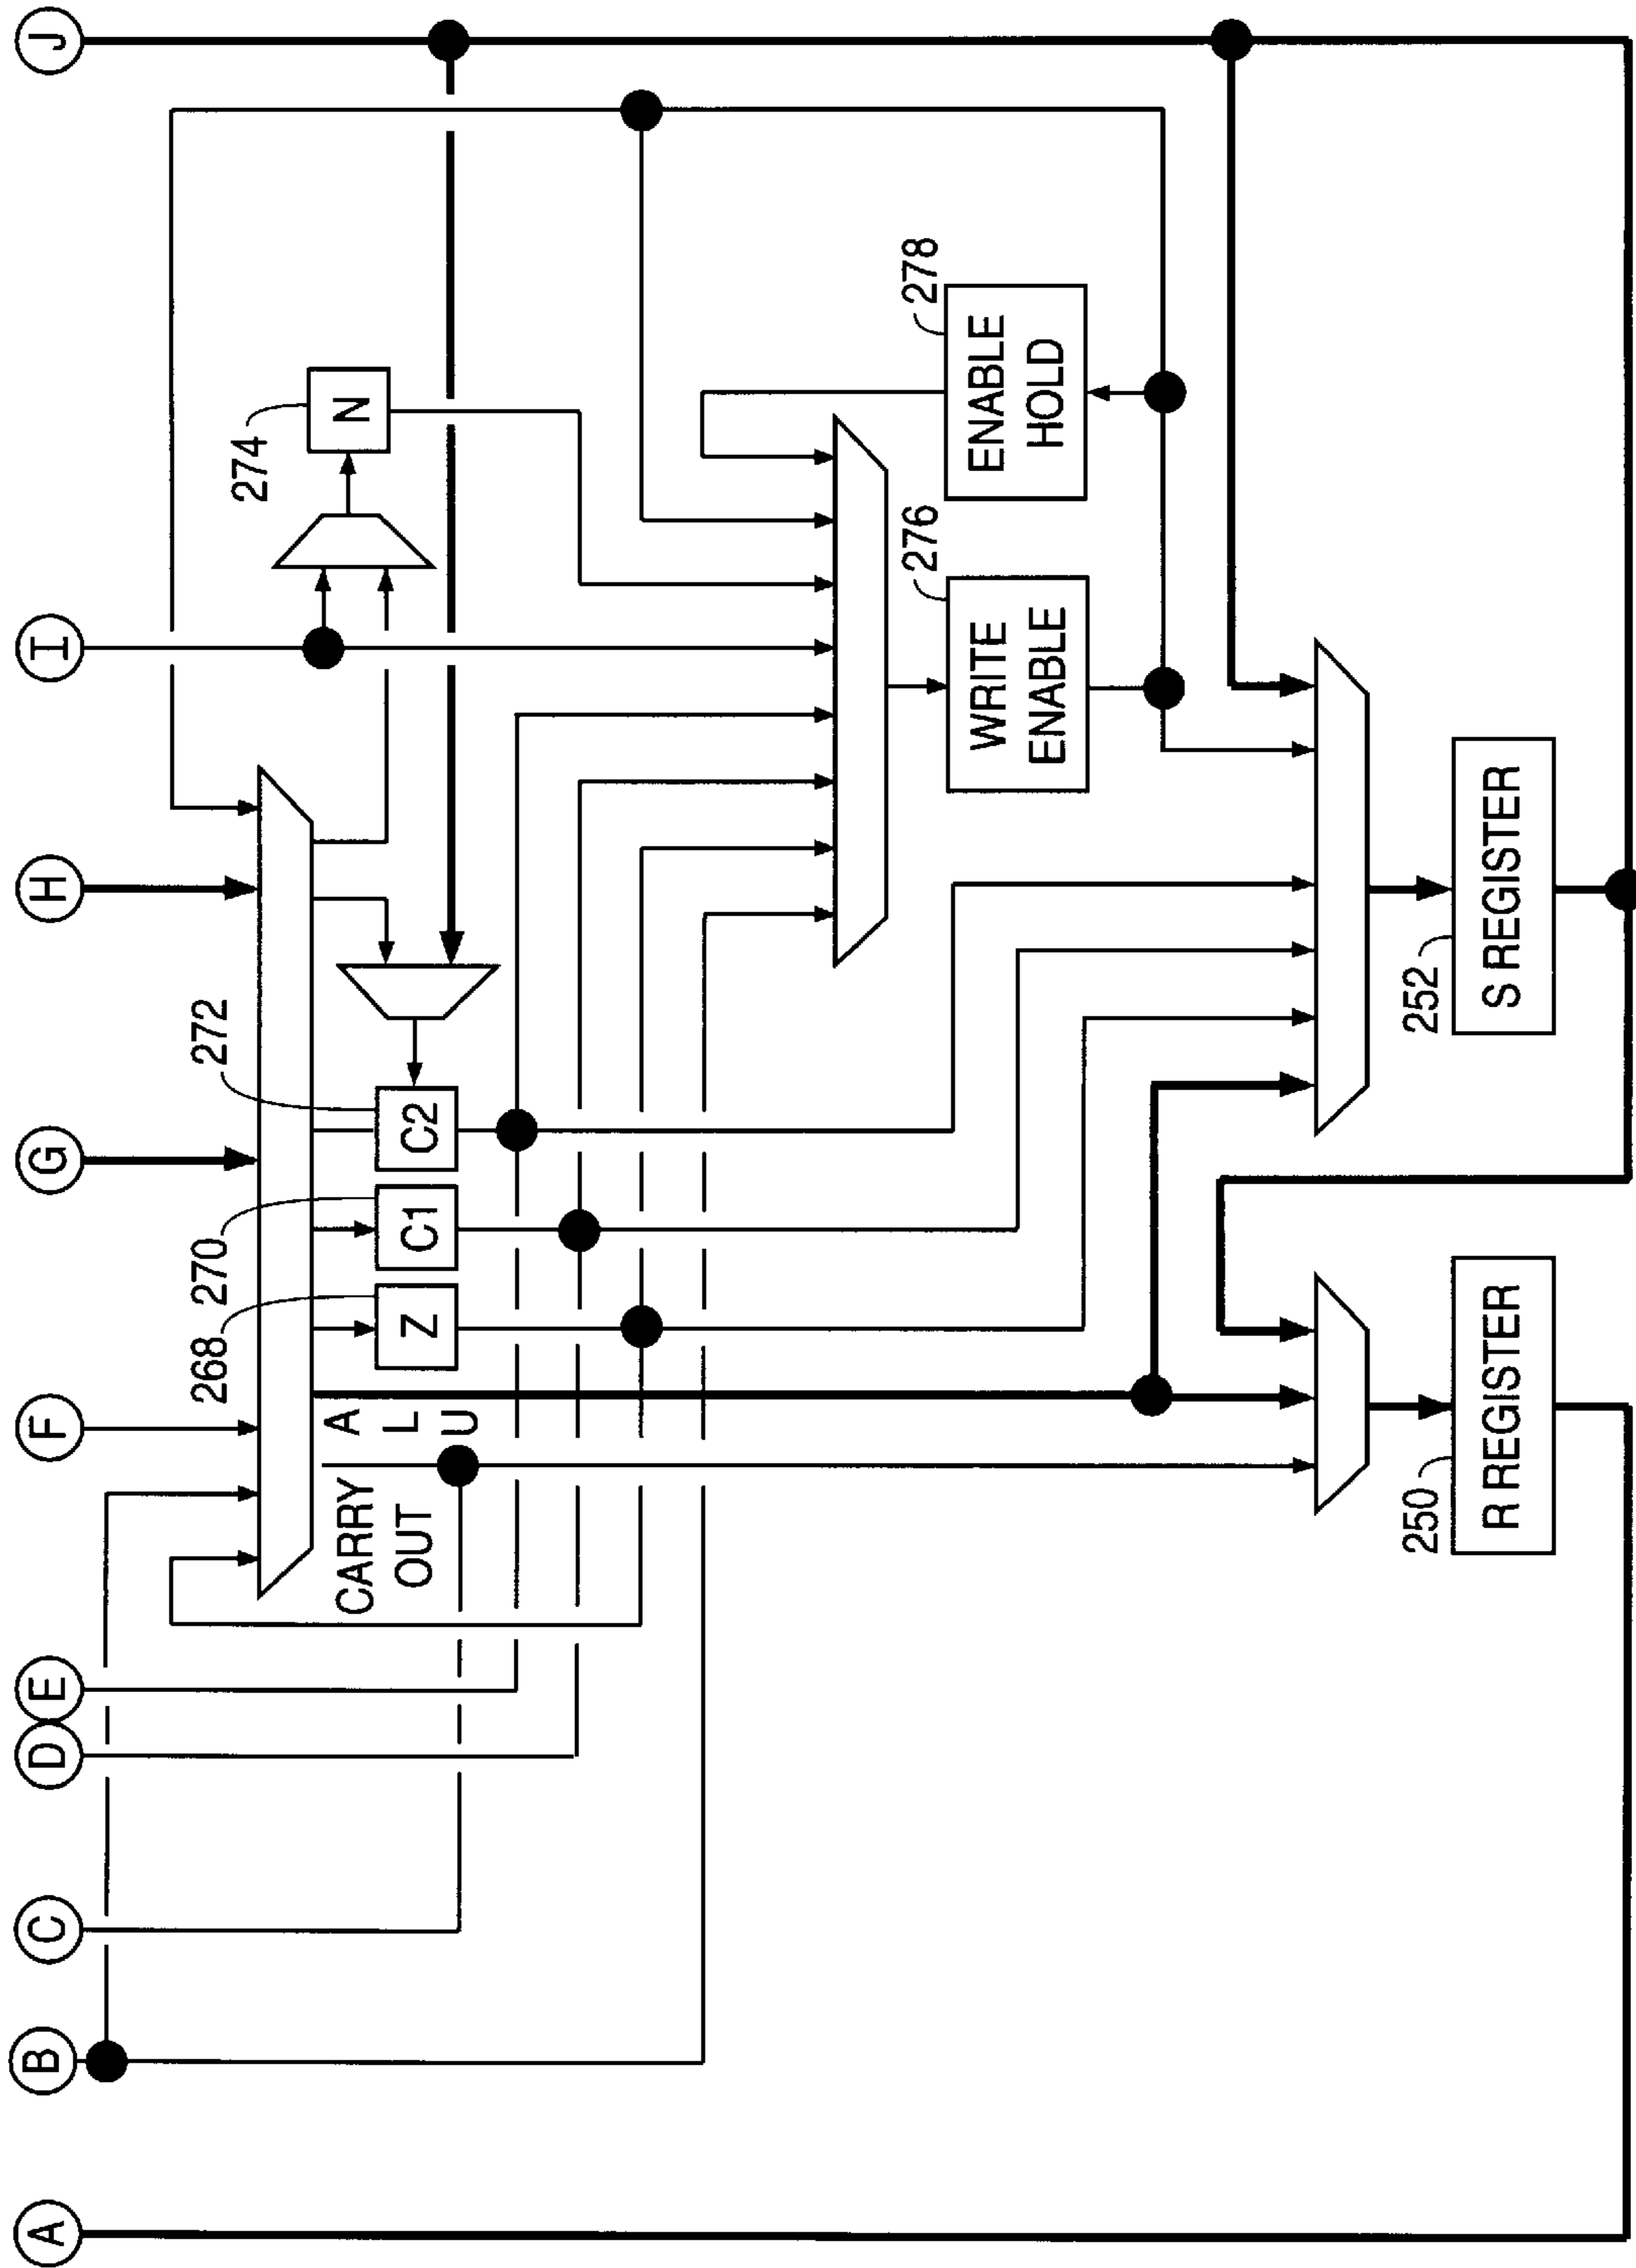 A
B
C
D
E
F
G
H
I
J
268
270
272
274
Z
C1
C2
N
CARRY
OUT
A
L
U
276
WRITE
ENABLE
278
ENABLE
HOLD
250
R REGISTER
252
S REGISTER